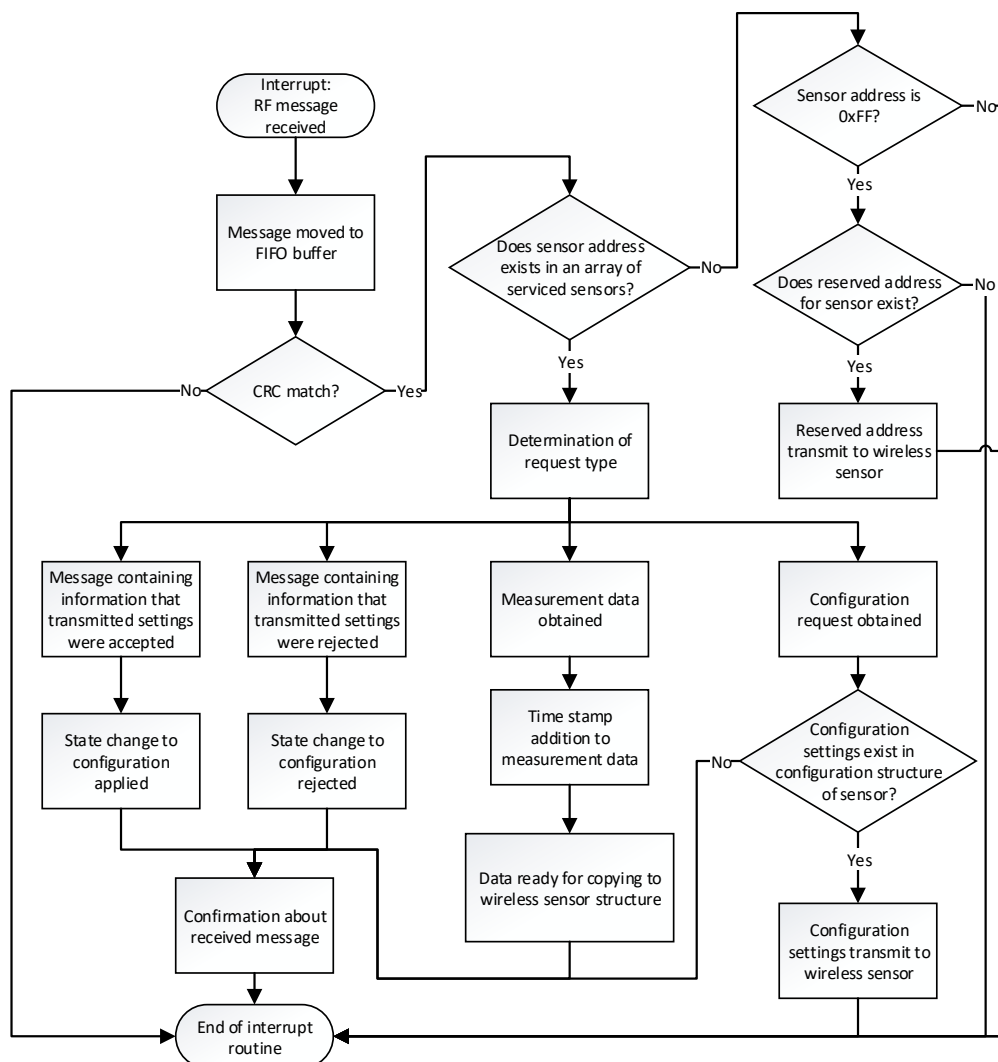 Interrupt:
RF message
received
Message moved to
FIFO buffer
CRC match?
No
Yes
Does sensor address
exists in an array of
serviced sensors?
No
Yes
Sensor address is
0xFF?
No
Yes
Does reserved address
for sensor exist?
No
Yes
Reserved address
transmit to wireless
sensor
Determination of
request type
Message containing
information that
transmitted settings
were accepted
Message containing
information that
transmitted settings
were rejected
Measurement data
obtained
Configuration
request obtained
State change to
configuration
applied
State change to
configuration
rejected
Time stamp
addition to
measurement data
Configuration
settings exist in
configuration structure
of sensor?
No
Yes
Data ready for copying to
wireless sensor structure
Confirmation about
received message
Configuration
settings transmit to
wireless sensor
End of interrupt
routine